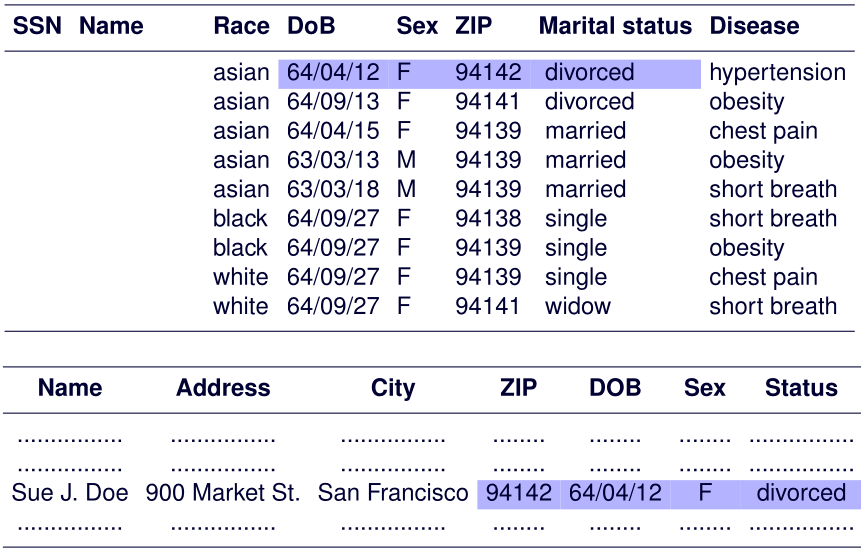 SSN Name Race DoB Sex ZIP Marital status Disease
asian 64/04/12 F 94142 divorced hypertension
asian 64/09/13 F 94141 divorced obesity
asian 64/04/15 F 94139 married chest pain
asian 63/03/13 M 94139 married obesity
asian 63/03/18 M 94139 married short breath
black 64/09/27 F 94138 single short breath
black 64/09/27 F 94139 single obesity
white 64/09/27 F 94139 single chest pain
white 64/09/27 F 94141 widow short breath
Name Address City ZIP DOB Sex Status
................ ................ ................ ........ ........ ........ ................
................ ................ ................ ........ ........ ........ ................
Sue J. Doe 900 Market St. San Francisco 94142 64/04/12 F divorced
................ ................ ................ ........ ........ ........ ................